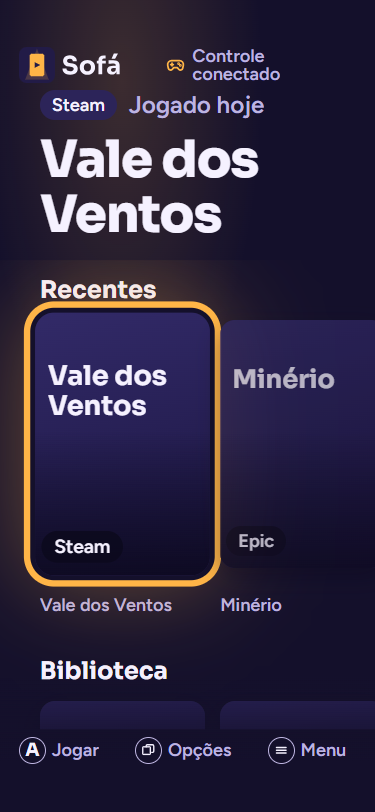 Sofá
Controle
conectado
Steam Jogado hoje
Vale dos
Ventos
Recentes
Vale dos
Ventos
Steam
Minério
Epic
Vale dos Ventos
Minério
Biblioteca
A Jogar
Opções
Menu